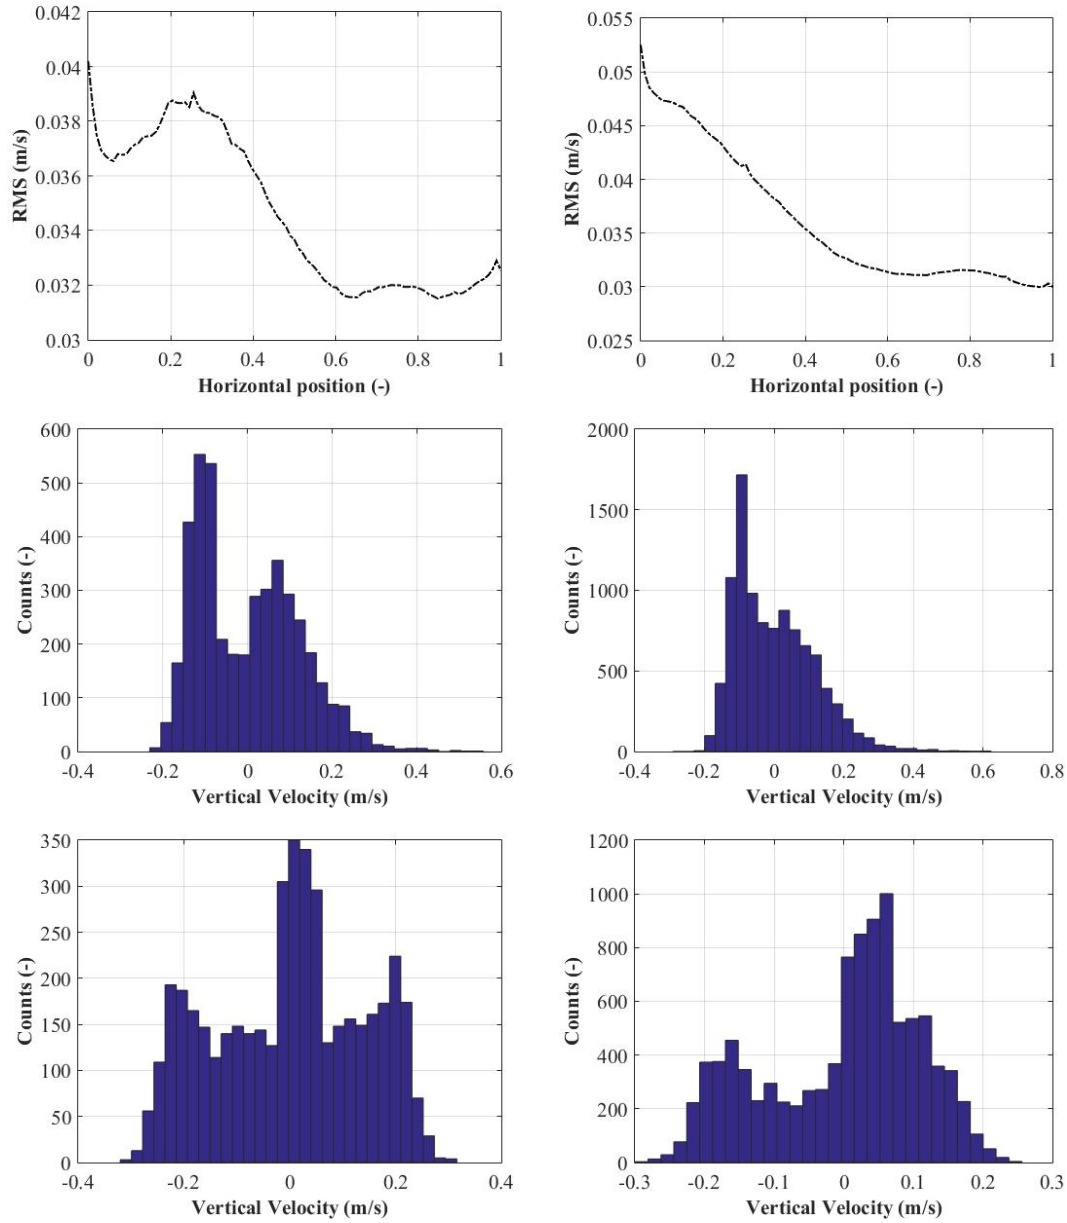 0.042
0.04
0.038
0.036
0.034
0.032
0.03
RMS (m/s)
0 0.2 0.4 0.6 0.8 1
Horizontal position (-)
0.055
0.05
0.045
0.04
0.035
0.03
0.025
RMS (m/s)
0 0.2 0.4 0.6 0.8 1
Horizontal position (-)
600
500
400
300
200
100
0
Counts (-)
-0.4 -0.2 0 0.2 0.4 0.6
Vertical Velocity (m/s)
2000
1500
1000
500
0
Counts (-)
-0.4 -0.2 0 0.2 0.4 0.6 0.8
Vertical Velocity (m/s)
350
300
250
200
150
100
50
0
Counts (-)
-0.4 -0.2 0 0.2 0.4
Vertical Velocity (m/s)
1200
1000
800
600
400
200
0
Counts (-)
-0.3 -0.2 -0.1 0 0.1 0.2 0.3
Vertical Velocity (m/s)